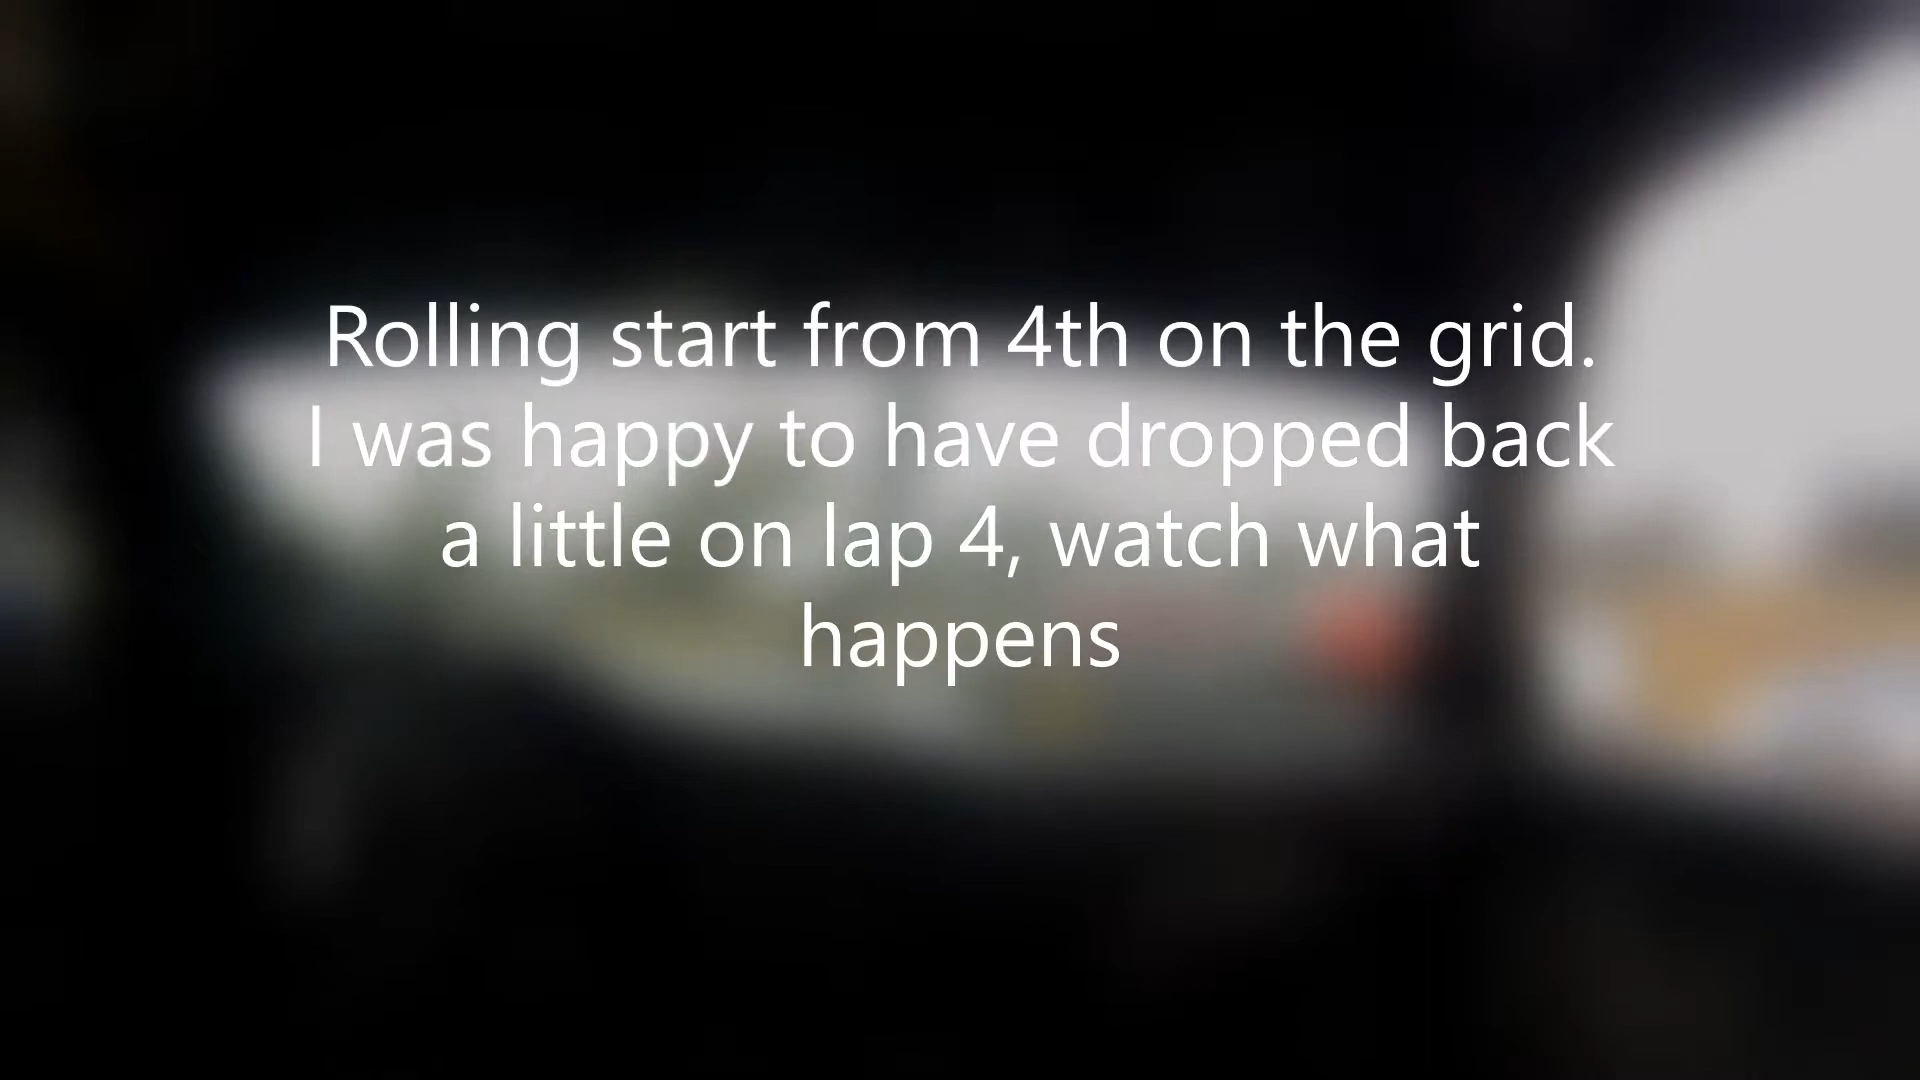 Rolling start from 4th on the grid.
I was happy to have dropped back
a little on lap 4, watch what
happens